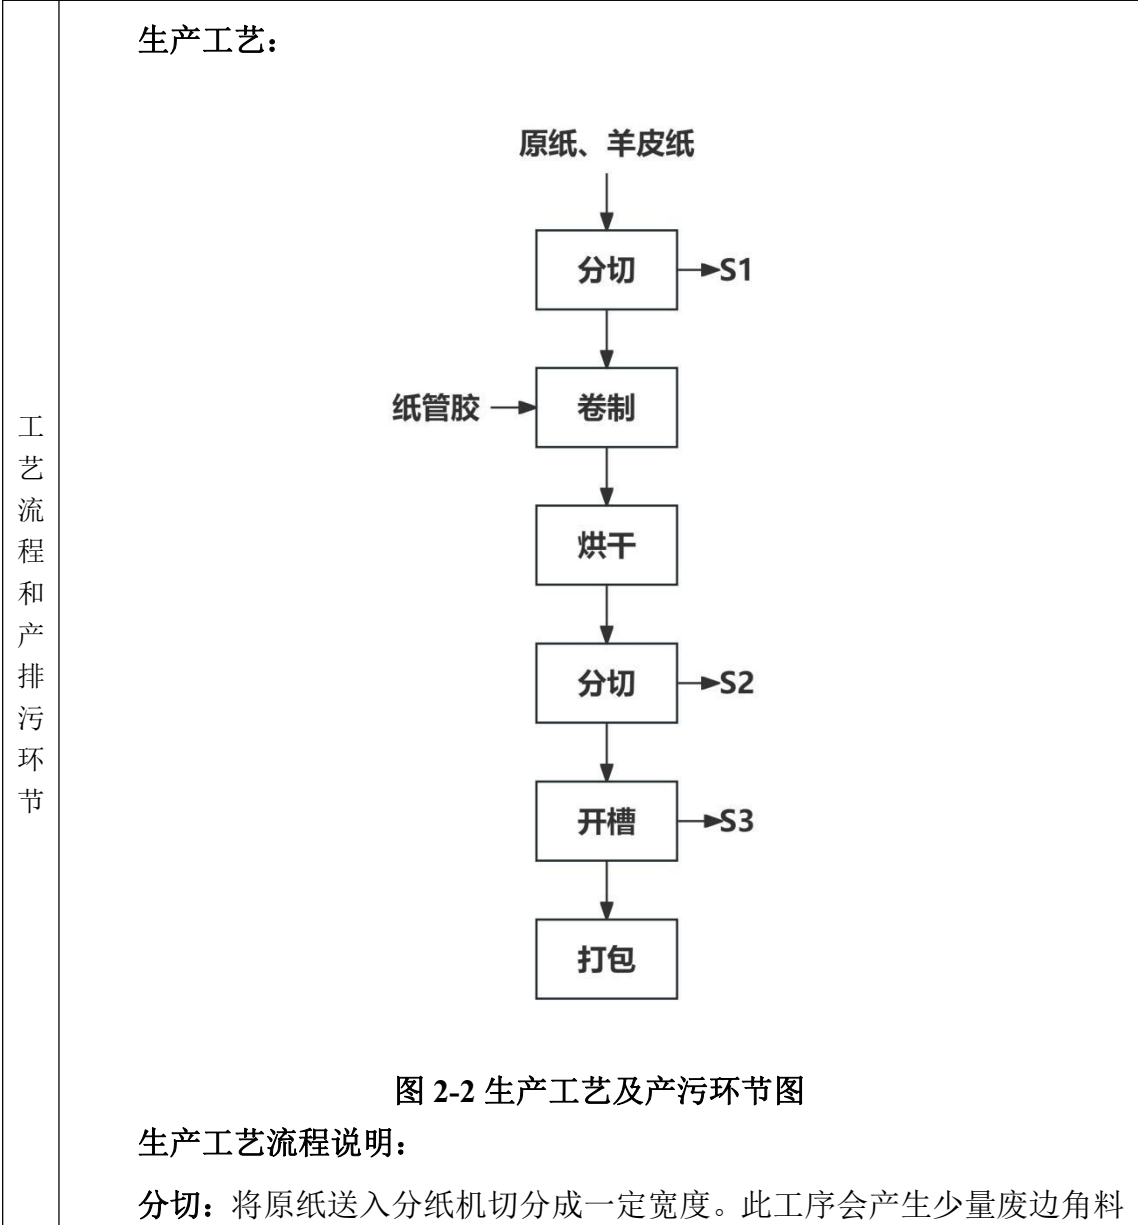 工
艺
流
程
和
产
排
污
环
节
生产工艺：
原纸、羊皮纸
分切
S1
纸管胶
卷制
烘干
分切
S2
开槽
S3
打包
图 2-2 生产工艺及产污环节图
生产工艺流程说明：
分切：将原纸送入分纸机切分成一定宽度。此工序会产生少量废边角料